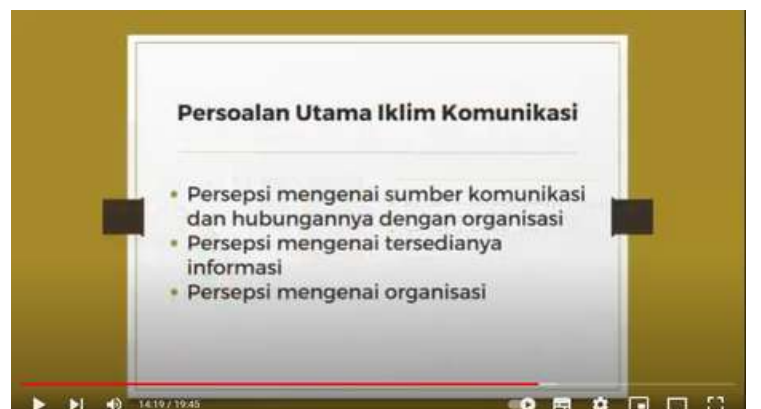 Persoalan Utama Iklim Komunikasi
• Persepsi mengenai sumber komunikasi
dan hubungannya dengan organisasi
• Persepsi mengenai tersedianya
informasi
• Persepsi mengenai organisasi
14:19 / 19:45